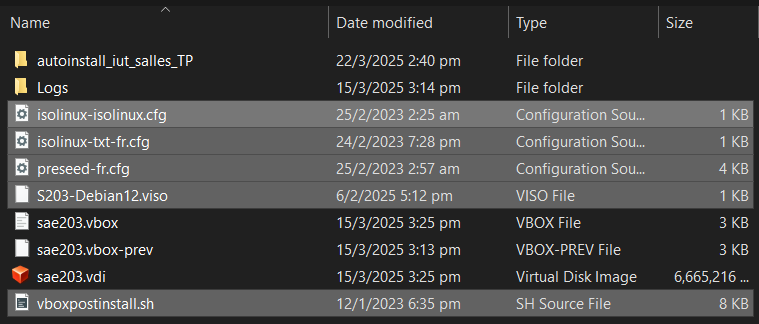 Name Date modified Type Size
autoinstall_iut_salles_TP 22/3/2025 2:40 pm File folder
Logs 15/3/2025 3:14 pm File folder
isolinux-isolinux.cfg 25/2/2023 2:25 am Configuration Sou... 1 KB
isolinux-txt-fr.cfg 24/2/2023 7:28 pm Configuration Sou... 1 KB
preseed-fr.cfg 25/2/2023 2:57 am Configuration Sou... 4 KB
S203-Debian12.viso 6/2/2025 5:12 pm VISO File 1 KB
sae203.vbox 15/3/2025 3:25 pm VBOX File 3 KB
sae203.vbox-prev 15/3/2025 3:13 pm VBOX-PREV File 3 KB
sae203.vdi 15/3/2025 3:25 pm Virtual Disk Image 6,665,216 ...
vboxpostinstall.sh 12/1/2023 6:35 pm SH Source File 8 KB